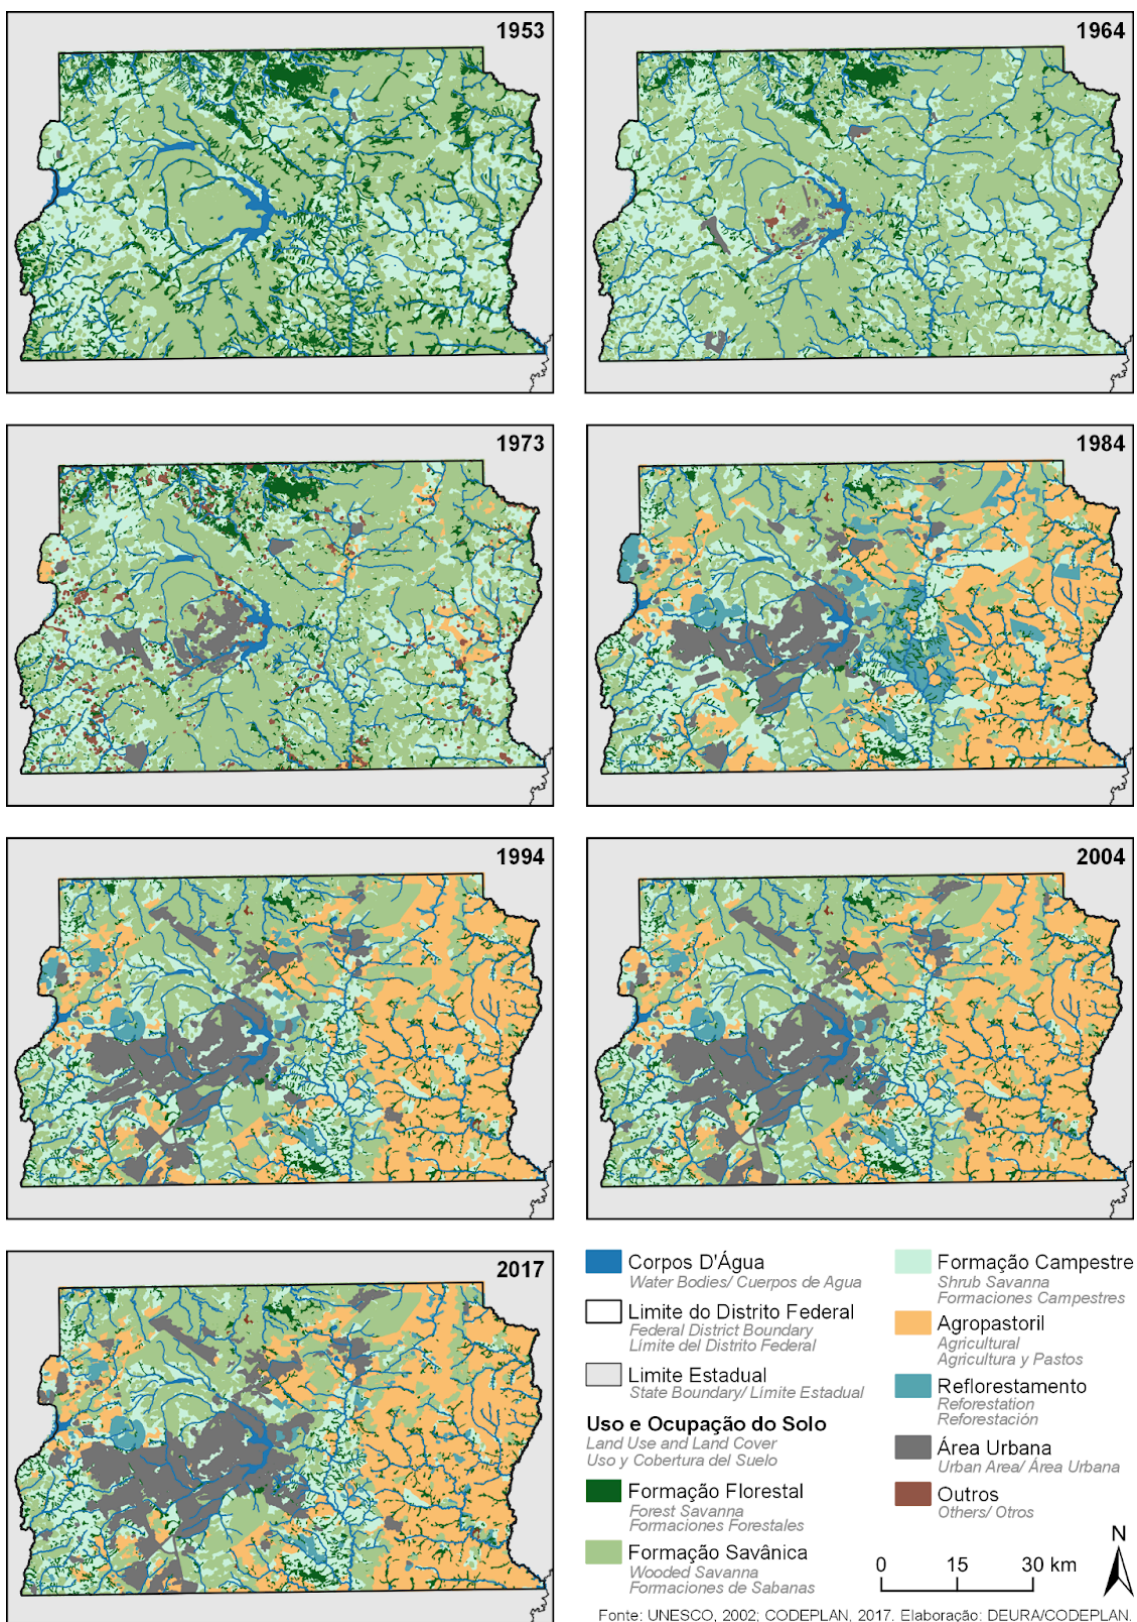 1953
1964
1973
1984
1994
2004
2017
Corpos D'Água
Water Bodies/ Cuerpos de Agua
Limite do Distrito Federal
Federal District Boundary
Límite del Distrito Federal
Limite Estadual
State Boundary/ Limite Estadual
Uso e Ocupação do Solo
Land Use and Land Cover
Uso y Cobertura del Suelo
Formação Florestal
Forest Savanna
Formaciones Forestales
Formação Savânica
Wooded Savanna
Formaciones de Sabanas
Formação Campestre
Shrub Savanna
Formaciones Campestres
Agropastoril
Agricultural
Agricultura y Pastos
Reflorestamento
Reforestation
Reforestación
Área Urbana
Urban Area/ Área Urbana
Outros
Others/ Otros
N
0 15 30 km
Fonte: UNESCO, 2002; CODEPLAN, 2017. Elaboração: DEURA/CODEPLAN